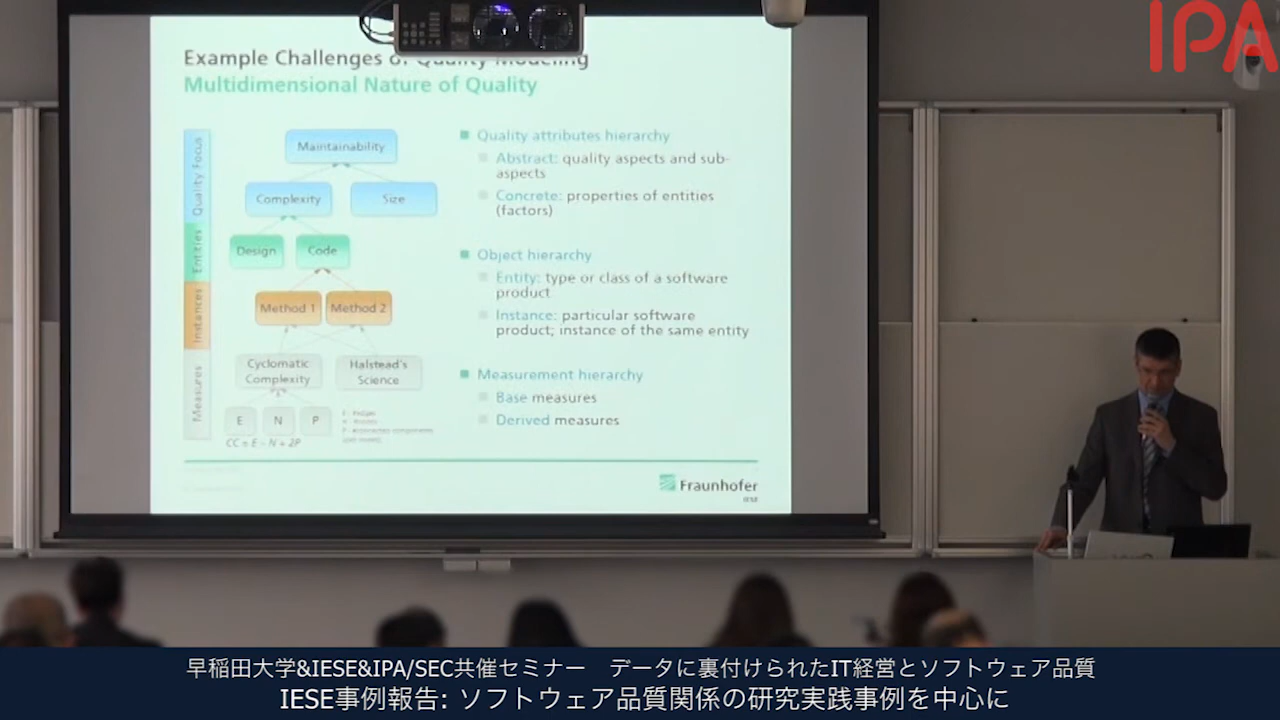 IPA
Example Challenges of Quality Modeling
Multidimensional Nature of Quality
Quality Focus
Entities
Instances
Measures
Maintainability
Complexity
Size
Design
Code
Method 1
Method 2
Cyclomatic
Complexity
Halstead's
Science
E
N
P
CC = E - N + 2P
Quality attributes hierarchy
Abstract: quality aspects and sub-
aspects
Concrete: properties of entities
(factors)
Object hierarchy
Entity: type or class of a software
product
Instance: particular software
product; instance of the same entity
Measurement hierarchy
Base measures
Derived measures
Fraunhofer
IESE
早稲田大学&IESE&IPA/SEC共催セミナー データに裏付けられたIT経営とソフトウェア品質
IESE事例報告: ソフトウェア品質関係の研究実践事例を中心に